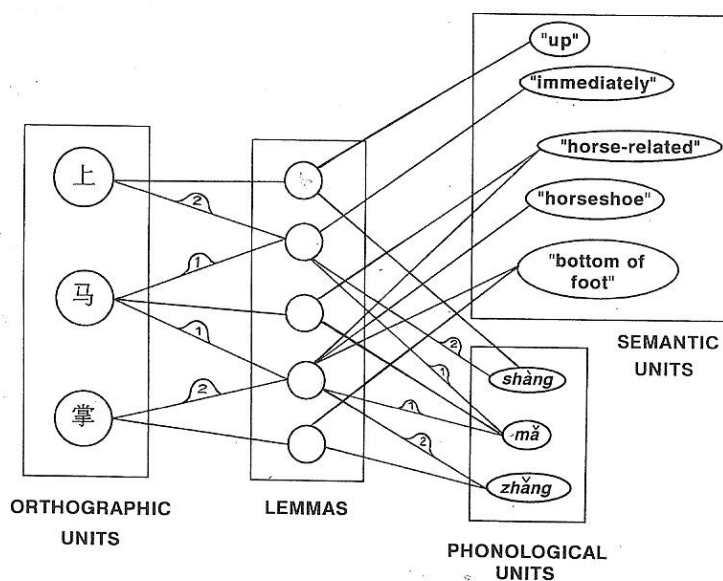 上
马
掌
2
1
1
2
2
1
1
2
"up"
"immediately"
"horse-related"
"horseshoe"
"bottom of
foot"
shàng
mǎ
zhǎng
ORTHOGRAPHIC
UNITS
LEMMAS
SEMANTIC
UNITS
PHONOLOGICAL
UNITS